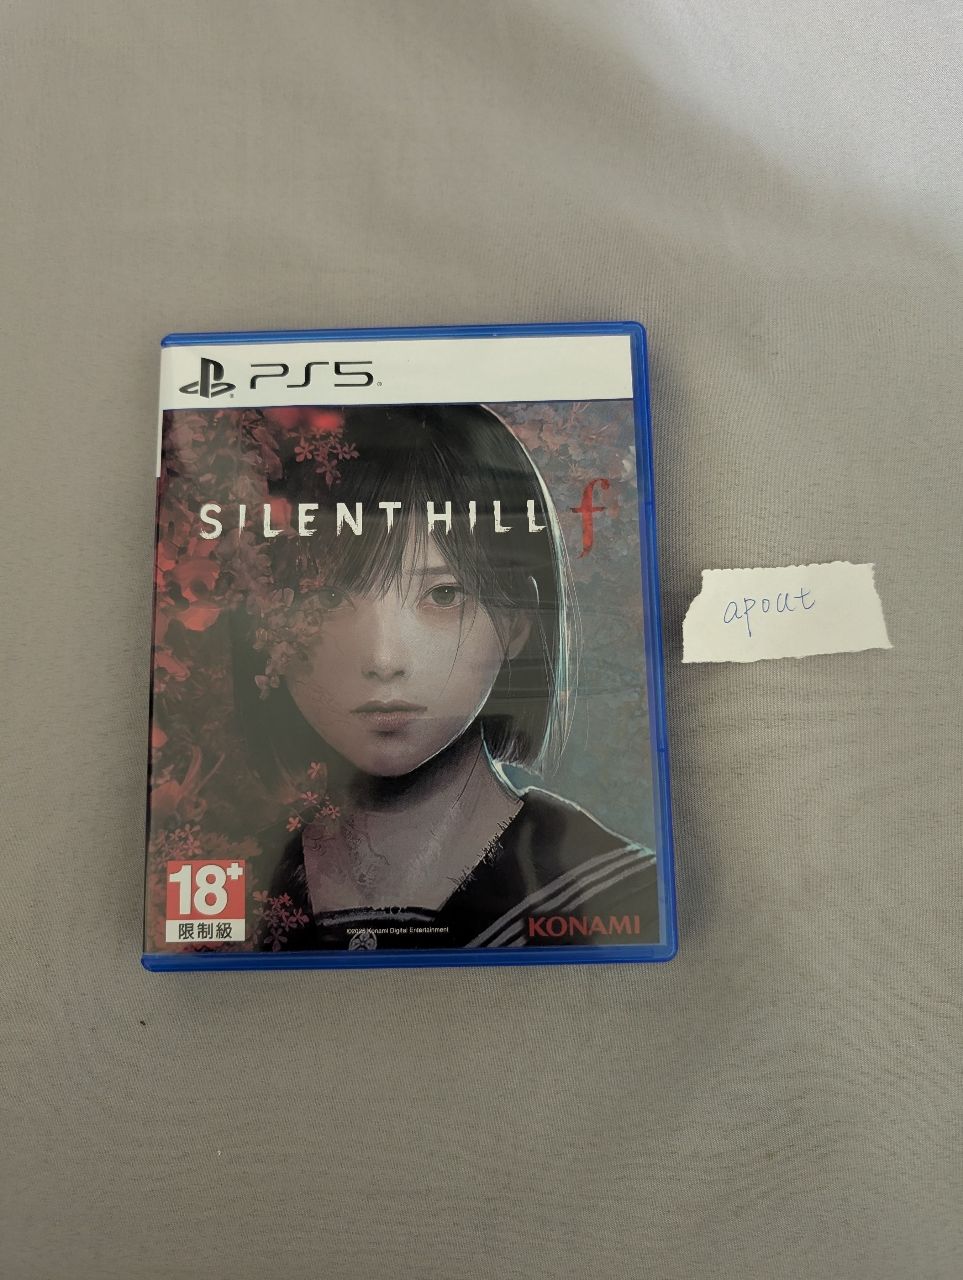 PS5
SILENT HILL f
apout
18+
限制級
©2025 Konami Digital Entertainment
KONAMI